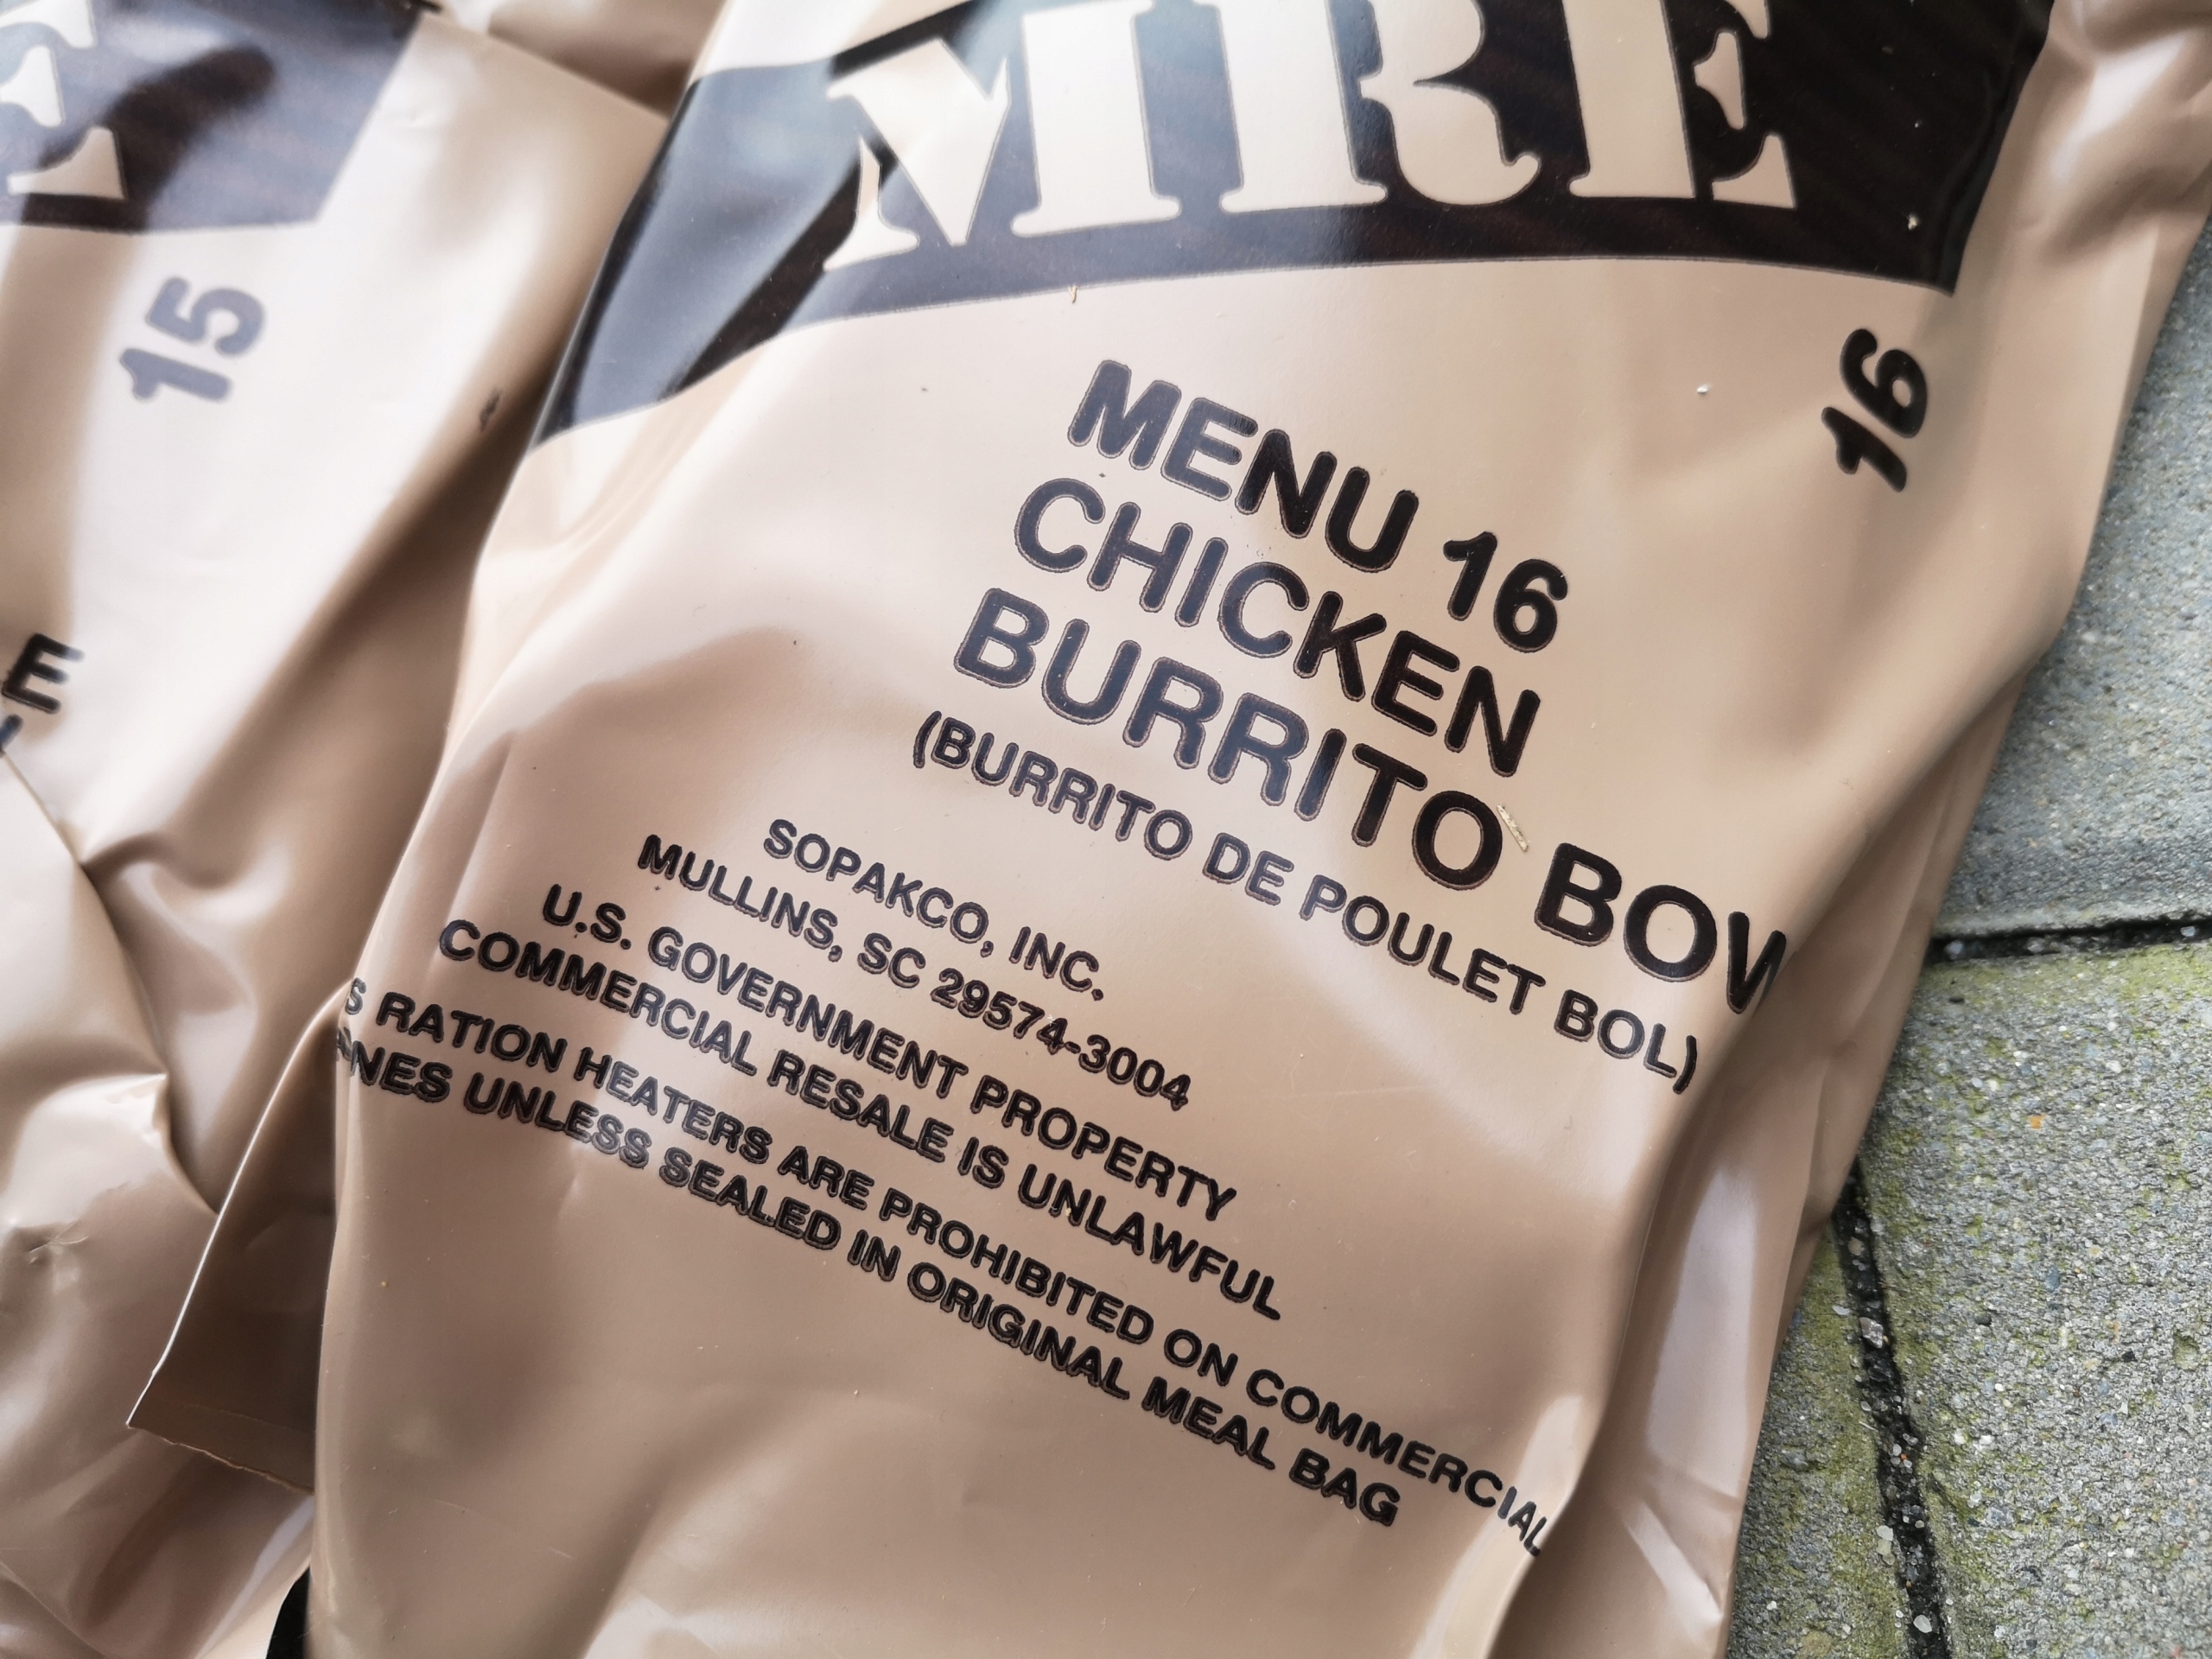 E
15
E
MRE
16
MENU 16
CHICKEN
BURRITO BOW
(BURRITO DE POULET BOL)
SOPAKCO, INC.
MULLINS, SC 29574-3004
U.S. GOVERNMENT PROPERTY
COMMERCIAL RESALE IS UNLAWFUL
S RATION HEATERS ARE PROHIBITED ON COMMERCIAL
NES UNLESS SEALED IN ORIGINAL MEAL BAG